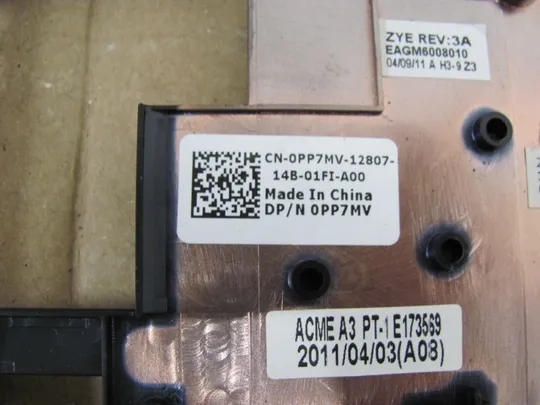 ZYE REV:3A
EAGM6008010
04/09/11 A H3-9 Z3
CN-0PP7MV-12807-
14B-01FI-A00
Made In China
DP/N 0PP7MV
ACME A3 PT-1 E173569
2011/04/03(A08)